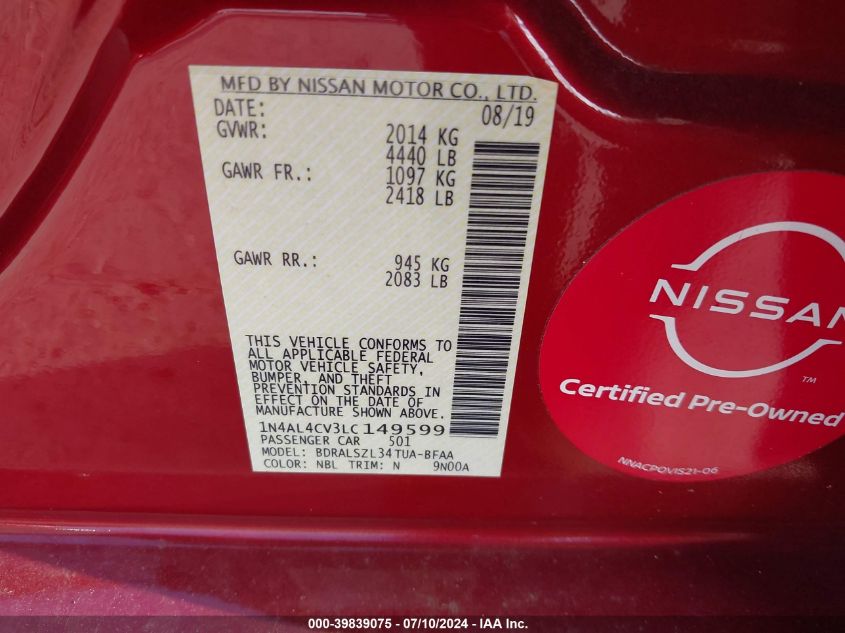 MFD BY NISSAN MOTOR CO., LTD.
DATE: 08/19
GVWR: 2014 KG
4440 LB
GAWR FR.: 1097 KG
2418 LB
GAWR RR.: 945 KG
2083 LB
THIS VEHICLE CONFORMS TO
ALL APPLICABLE FEDERAL
MOTOR VEHICLE SAFETY,
BUMPER, AND THEFT
PREVENTION STANDARDS IN
EFFECT ON THE DATE OF
MANUFACTURE SHOWN ABOVE.
1N4AL4CV3LC149599
PASSENGER CAR 501
MODEL: BDRALSZL34TUA-BFAA
COLOR: NBL TRIM: N 9N00A
NISSAN
TM
Certified Pre-Owned
NNACPOVIS21-06
000-39839075 - 07/10/2024 - IAA Inc.